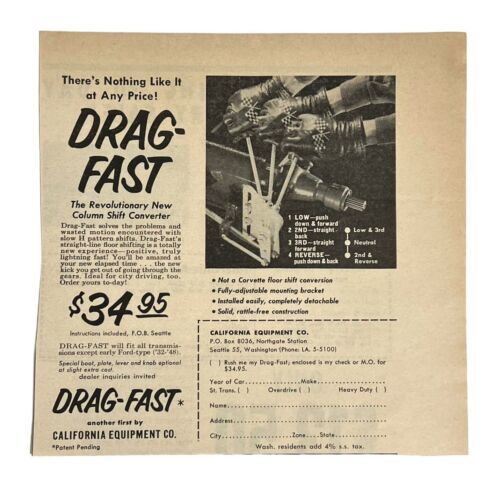 There's Nothing Like It
at Any Price!
DRAG-
FAST
The Revolutionary New
Column Shift Converter
Drag-Fast solves the problems and
wasted motion encountered with
slow H pattern shifts. Drag-Fast's
straight-line floor shifting is a totally
new experience—positive, truly
lightning fast! You'll be amazed at
your new elapsed time . . . the new
kick you get out of going through the
gears. Ideal for city driving, too.
Order yours to-day!
$34.95
Instructions included, F.O.B. Seattle
DRAG-FAST will fit all transmis-
sions except early Ford-type ('32-'48).
Special boot, plate, lever and knob optional
at slight extra cost.
dealer inquiries invited
DRAG-FAST*
another first by
CALIFORNIA EQUIPMENT CO.
*Patent Pending
1 LOW—push
down & forward
2 2ND—straight-
back
3 3RD—straight
forward
4 REVERSE—
push down & back
Low & 3rd
Neutral
2nd &
Reverse
• Not a Corvette floor shift conversion
• Fully-adjustable mounting bracket
• Installed easily, completely detachable
• Solid, rattle-free construction
CALIFORNIA EQUIPMENT CO.
P.O. Box 8036, Northgate Station
Seattle 55, Washington (Phone: LA. 5-5100)
( ) Rush me my Drag-Fast; enclosed is my check or M.O. for
$34.95.
Year of Car Make
St. Trans. ( ) Overdrive ( ) Heavy Duty ( )
Name
Address
City Zone State
Wash. residents add 4% s.s. tax.